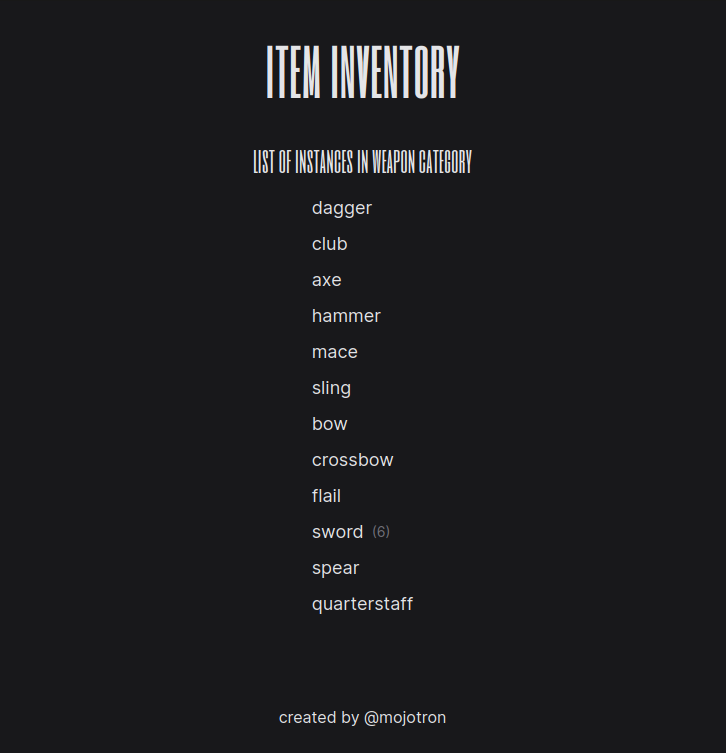 ITEM INVENTORY
LIST OF INSTANCES IN WEAPON CATEGORY
dagger
club
axe
hammer
mace
sling
bow
crossbow
flail
sword (6)
spear
quarterstaff
created by @mojotron